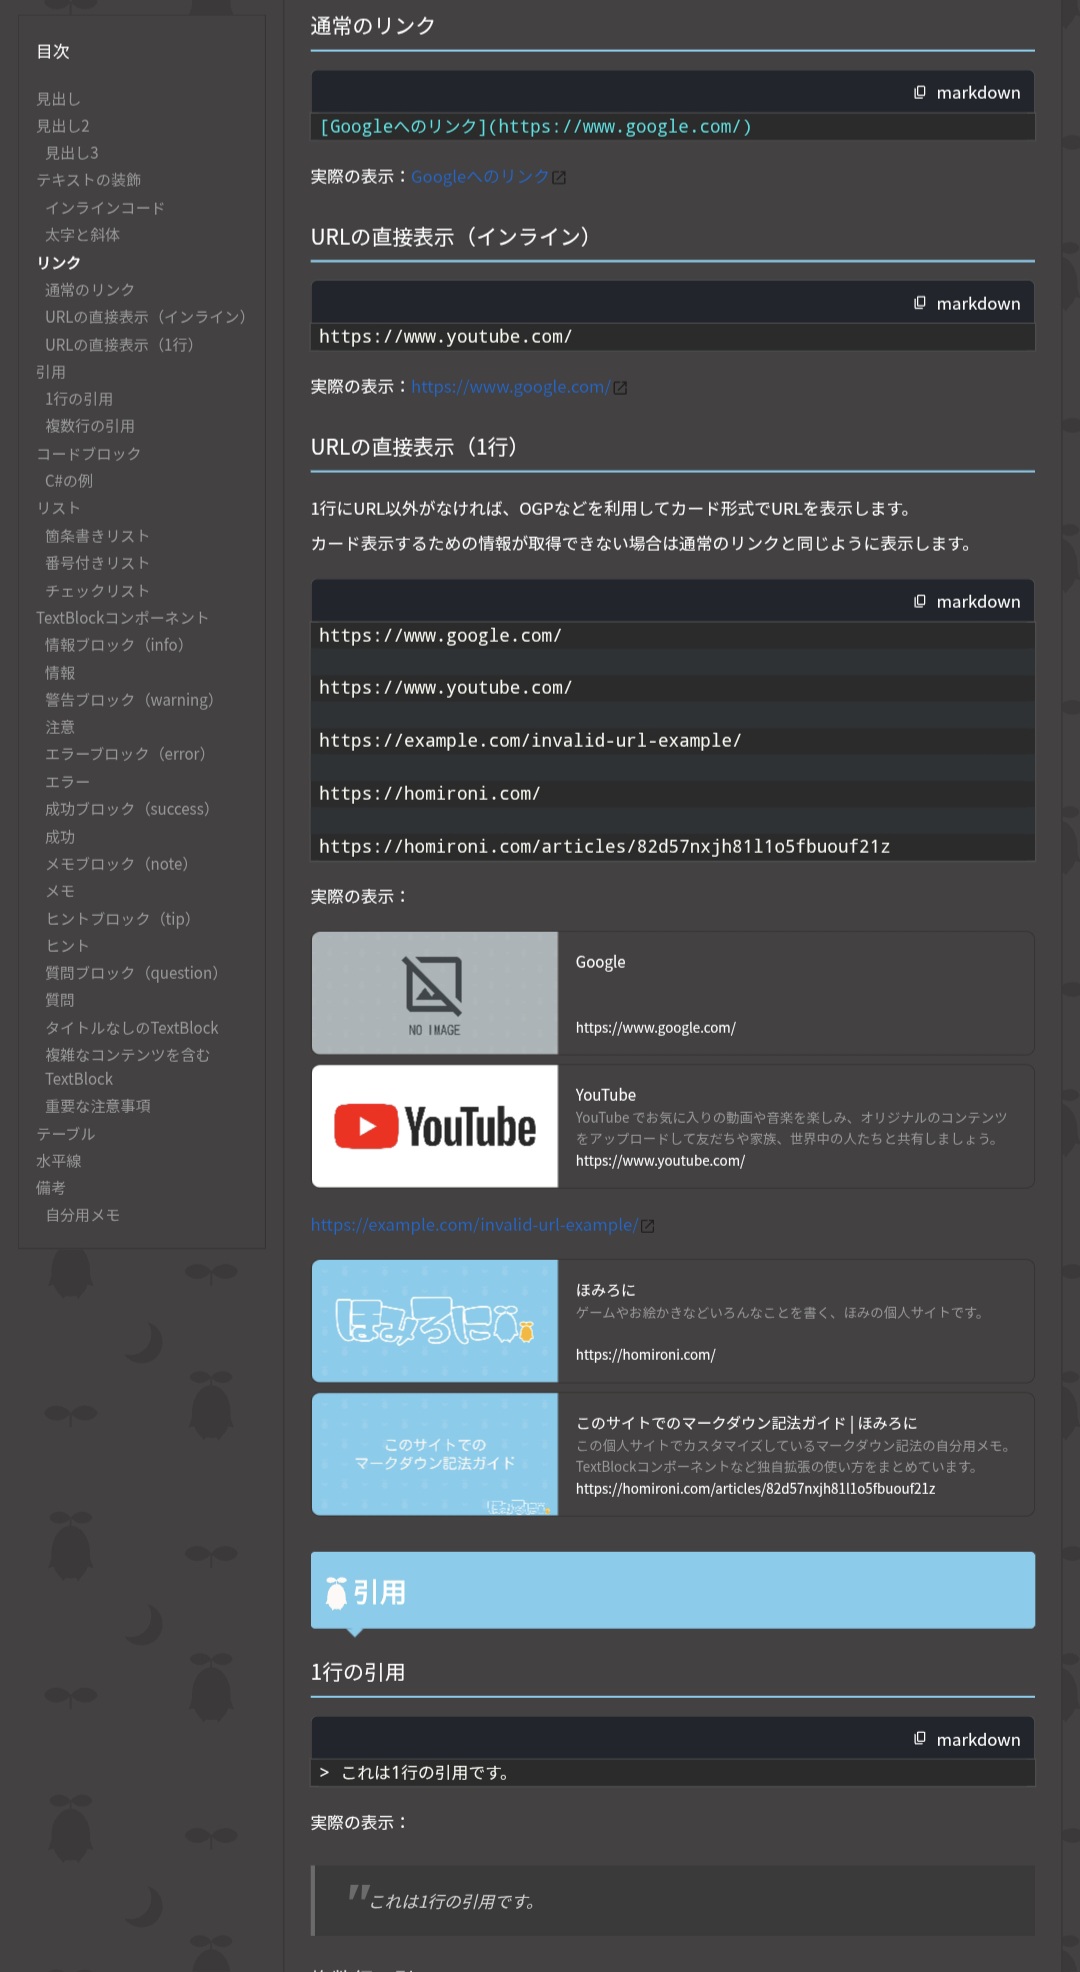 目次
見出し
見出し2
見出し3
テキストの装飾
インラインコード
太字と斜体
リンク
通常のリンク
URLの直接表示（インライン）
URLの直接表示（1行）
引用
1行の引用
複数行の引用
コードブロック
C#の例
リスト
箇条書きリスト
番号付きリスト
チェックリスト
TextBlockコンポーネント
情報ブロック（info）
情報
警告ブロック（warning）
注意
エラーブロック（error）
エラー
成功ブロック（success）
成功
メモブロック（note）
メモ
ヒントブロック（tip）
ヒント
質問ブロック（question）
質問
タイトルなしのTextBlock
複雑なコンテンツを含む
TextBlock
重要な注意事項
テーブル
水平線
備考
自分用メモ
通常のリンク
markdown
[Googleへのリンク](https://www.google.com/)
実際の表示：Googleへのリンク
URLの直接表示（インライン）
markdown
https://www.youtube.com/
実際の表示：https://www.google.com/
URLの直接表示（1行）
1行にURL以外がなければ、OGPなどを利用してカード形式でURLを表示します。
カード表示するための情報が取得できない場合は通常のリンクと同じように表示します。
markdown
https://www.google.com/
https://www.youtube.com/
https://example.com/invalid-url-example/
https://homironi.com/
https://homironi.com/articles/82d57nxjh81l1o5fbuouf21z
実際の表示：
NO IMAGE
Google
https://www.google.com/
YouTube
YouTube
YouTube でお気に入りの動画や音楽を楽しみ、オリジナルのコンテンツ
をアップロードして友だちや家族、世界中の人たちと共有しましょう。
https://www.youtube.com/
https://example.com/invalid-url-example/
ほみろに
ほみろに
ゲームやお絵かきなどいろんなことを書く、ほみの個人サイトです。
https://homironi.com/
このサイトでの
マークダウン記法ガイド
ほみろに
このサイトでのマークダウン記法ガイド | ほみろに
この個人サイトでカスタマイズしているマークダウン記法の自分用メモ。
TextBlockコンポーネントなど独自拡張の使い方をまとめています。
https://homironi.com/articles/82d57nxjh81l1o5fbuouf21z
引用
1行の引用
markdown
> これは1行の引用です。
実際の表示：
"これは1行の引用です。